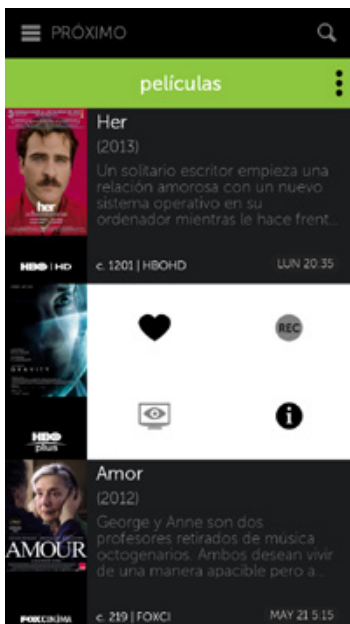 PRÓXIMO
películas
Her
(2013)
Un solitario escritor empieza una
relación amorosa con un nuevo
sistema operativo en su
ordenador mientras le hace frent...
her
HBO | HD
c. 1201 | HBOHD
LUN 20:35
GRAVITY
REC
i
HBO
plus
Amor
(2012)
George y Anne son dos
profesores retirados de música
octogenarios. Ambos desean vivir
de una manera apacible pero a...
AMOUR
FOXCINEMA
c. 219 | FOXCI
MAY 21 5:15